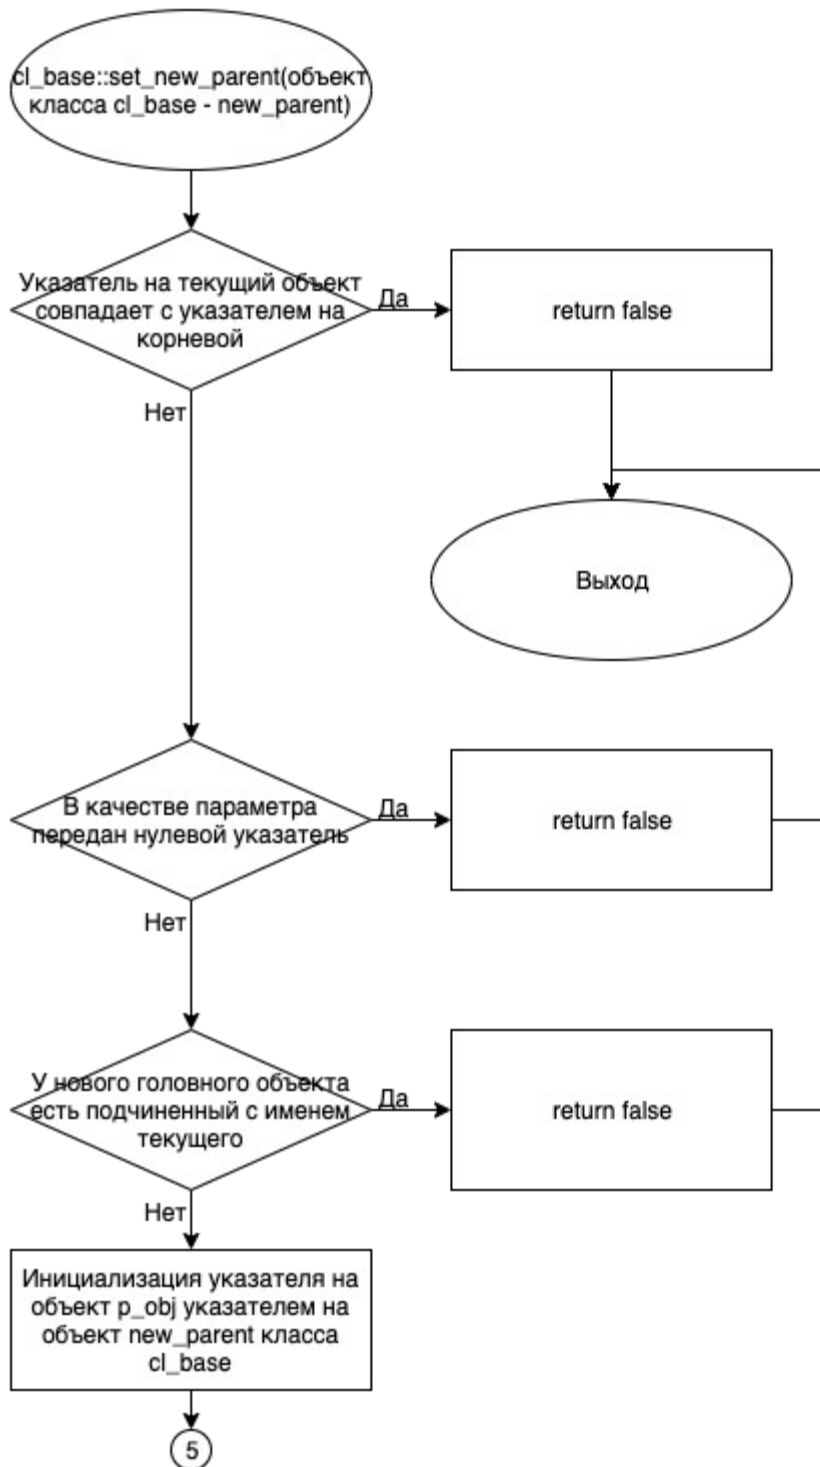 cl_base::set_new_parent(объект
класса cl_base - new_parent)
Указатель на текущий объект
совпадает с указателем на
корневой
Да
return false
Нет
Выход
В качестве параметра
передан нулевой указатель
Да
return false
Нет
У нового головного объекта
есть подчиненный с именем
текущего
Да
return false
Нет
Инициализация указателя на
объект p_obj указателем на
объект new_parent класса
cl_base
5